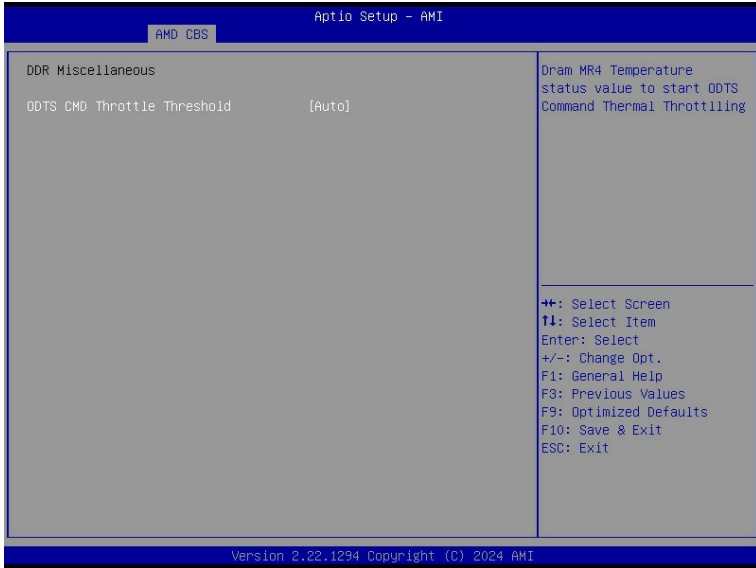 Aptio Setup - AMI
AMD CBS
DDR Miscellaneous
ODTS CMD Throttle Threshold [Auto]
Dram MR4 Temperature
status value to start ODTS
Command Thermal Throttlling
→←: Select Screen
↑↓: Select Item
Enter: Select
+/-: Change Opt.
F1: General Help
F3: Previous Values
F9: Optimized Defaults
F10: Save & Exit
ESC: Exit
Version 2.22.1294 Copyright (C) 2024 AMI